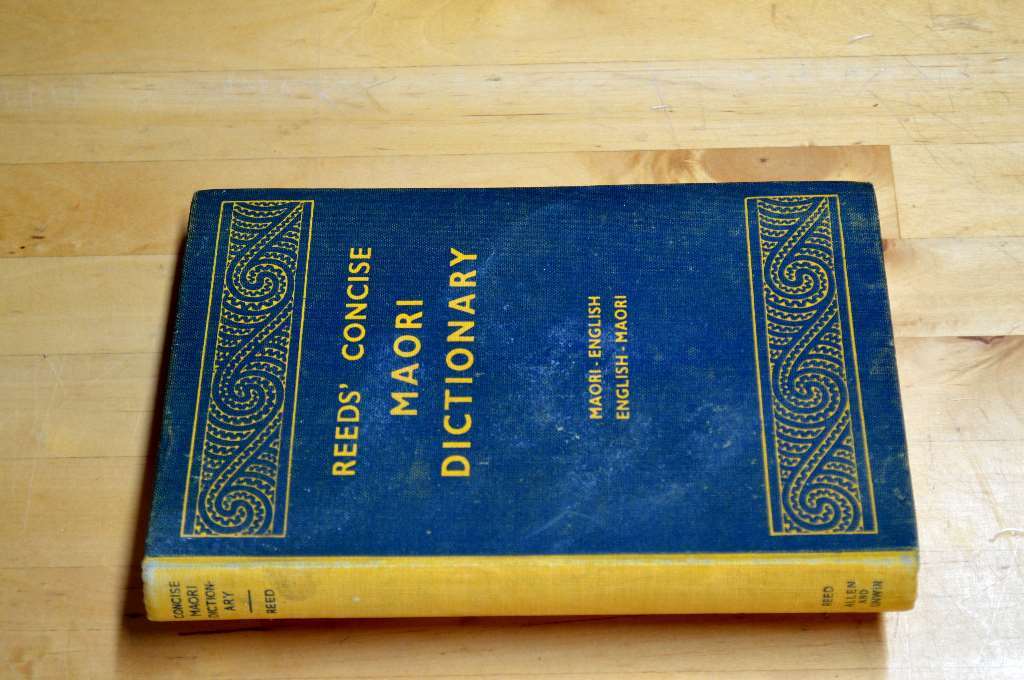 REEDS' CONCISE
MAORI
DICTIONARY
MAORI - ENGLISH
ENGLISH - MAORI
CONCISE
MAORI
DICTION-
ARY
REED
REED
ALLEN
AND
UNWIN